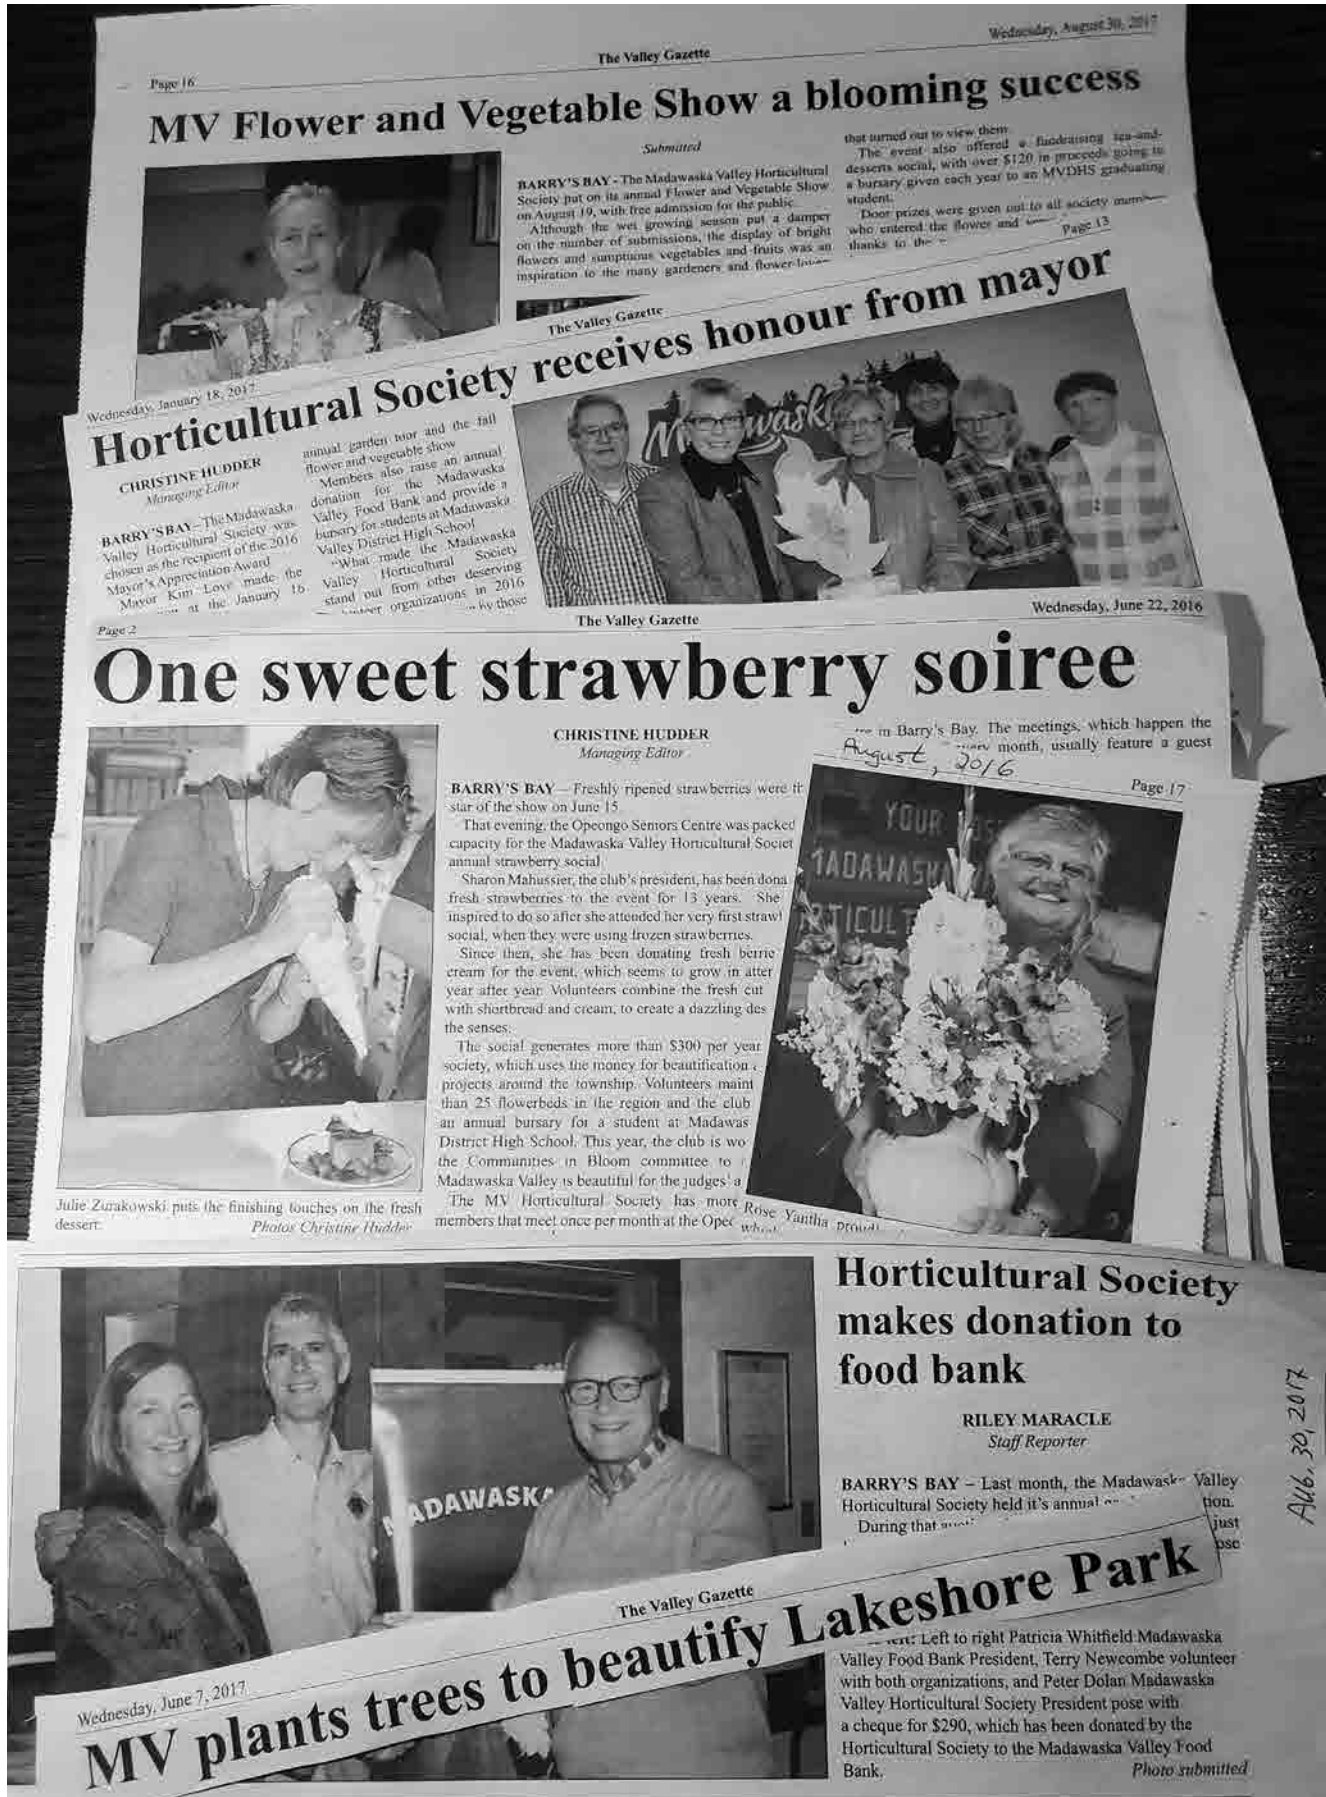 Wednesday, August 30, 2017
The Valley Gazette
Page 16
MV Flower and Vegetable Show a blooming success
Submitted
BARRY'S BAY - The Madawaska Valley Horticultural
Society put on its annual Flower and Vegetable Show
on August 19, with free admission for the public.
Although the wet growing season put a damper
on the number of submissions, the display of bright
flowers and sumptuous vegetables and fruits was an
inspiration to the many gardeners and flower
that turned out to view them.
The event also offered a fundraising tea-and-
desserts social, with over $120 in proceeds going to
a bursary given each year to an MVDHS graduating
student.
Door prizes were given out to all society
who entered the flower and
thanks to the
Page 13
The Valley Gazette
Wednesday, January 18, 2017
Horticultural Society receives honour from mayor
CHRISTINE HUDDER
Managing Editor
BARRY'S BAY – The Madawaska
Valley Horticultural Society was
chosen as the recipient of the 2016
Mayor's Appreciation Award
Mayor Kim Love made the
at the January 16,
annual garden tour and the fall
flower and vegetable show
Members also raise an annual
donation for the Madawaska
Valley Food Bank and provide a
bursary for students at Madawaska
Valley District High School
"What made the Madawaska
Valley Horticultural Society
stand out from other deserving
organizations in 2016
by those
Page 2
The Valley Gazette
Wednesday, June 22, 2016
One sweet strawberry soiree
CHRISTINE HUDDER
Managing Editor
BARRY'S BAY – Freshly ripened strawberries were
star of the show on June 15.
That evening, the Opeongo Seniors Centre was packed
capacity for the Madawaska Valley Horticultural Societ
annual strawberry social.
Sharon Mahussier, the club's president, has been dona
fresh strawberries to the event for 13 years. She
inspired to do so after she attended her very first straw
social, when they were using frozen strawberries.
Since then, she has been donating fresh berrie
cream for the event, which seems to grow in atter
year after year. Volunteers combine the fresh cut
with shortbread and cream, to create a dazzling des
the senses.
The social generates more than $300 per year
society, which uses the money for beautification
projects around the township. Volunteers maint
than 25 flowerbeds in the region and the club
an annual bursary for a student at Madawas
District High School. This year, the club is wo
the Communities in Bloom committee to
Madawaska Valley is beautiful for the judges' a
The MV Horticultural Society has more
members that meet once per month at the Opec
in Barry's Bay. The meetings, which happen the
month, usually feature a guest
August, 2016
Page 17
YOUR
MADAWASKA
Julie Zurakowski puts the finishing touches on the fresh
dessert.
Photos Christine Hudder
Rose Yantha
MADAWASKA
Horticultural Society
makes donation to
food bank
RILEY MARACLE
Staff Reporter
BARRY'S BAY – Last month, the Madawaska Valley
Horticultural Society held it's annual
During that
just
AUG. 30, 2017
The Valley Gazette
Wednesday, June 7, 2017
MV plants trees to beautify Lakeshore Park
Left to right Patricia Whitfield Madawaska
Valley Food Bank President, Terry Newcombe volunteer
with both organizations, and Peter Dolan Madawaska
Valley Horticultural Society President pose with
a cheque for $290, which has been donated by the
Horticultural Society to the Madawaska Valley Food
Bank.
Photo submitted